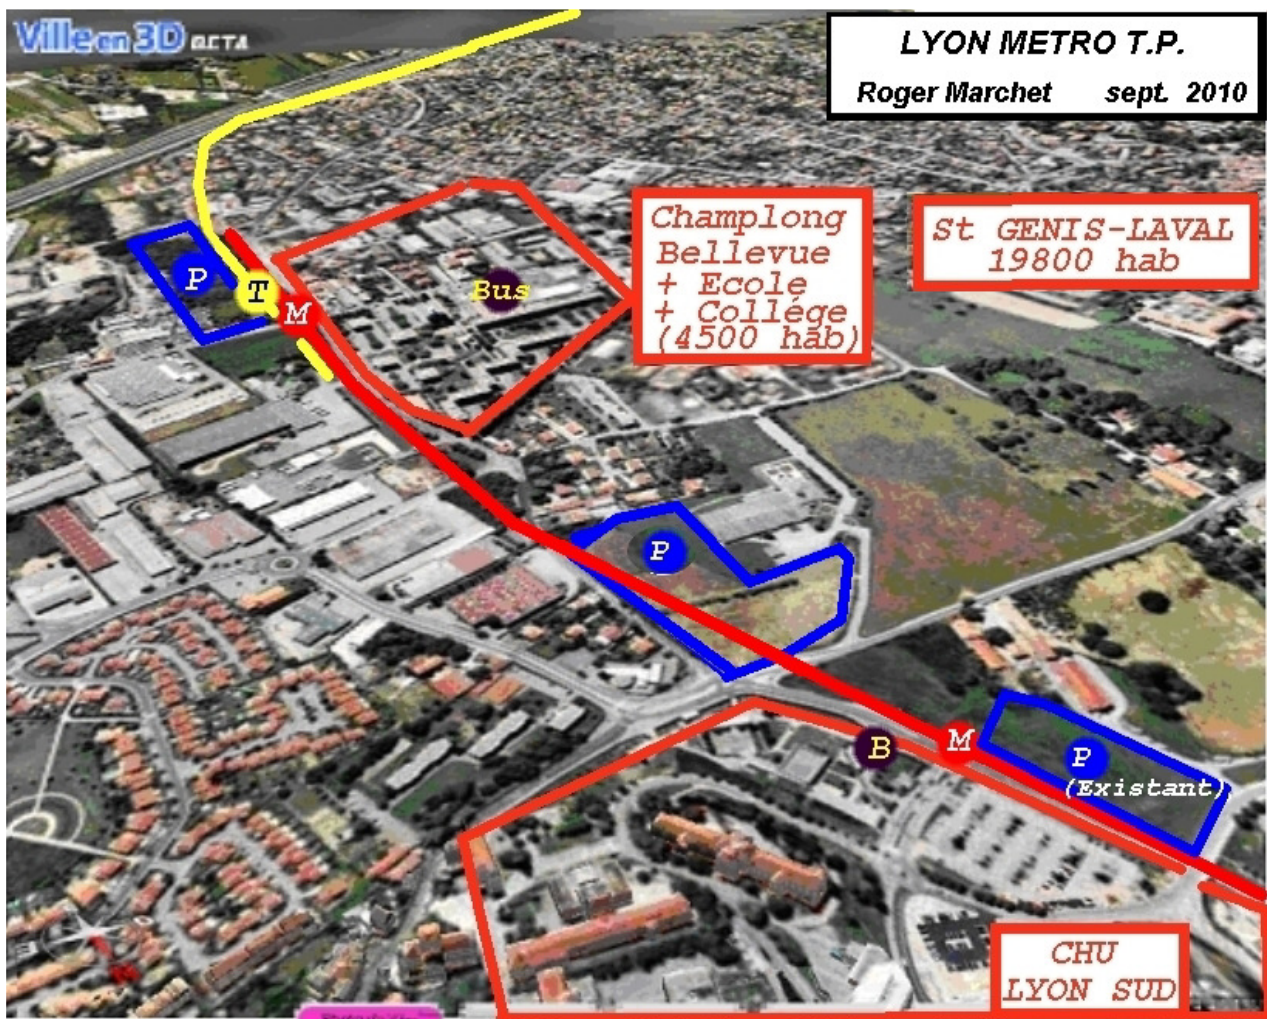 Ville en 3D BETA
LYON METRO T.P.
Roger Marchet sept. 2010
Champlong
Bellevue
+ Ecole
+ Collége
(4500 hab)
St GENIS-LAVAL
19800 hab
P
T
M
Bus
P
B
M
P
(Existant)
CHU
LYON SUD